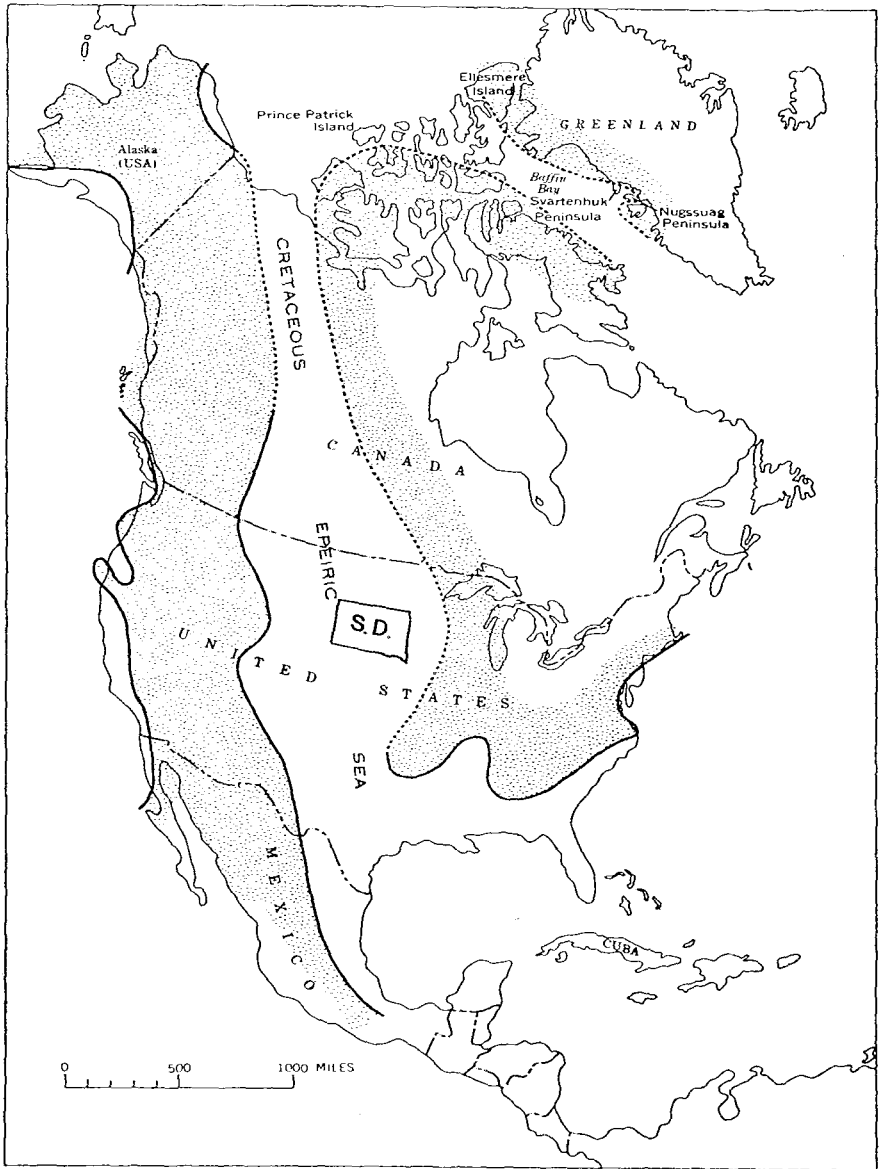 Ellesmere
Island
Prince Patrick
Island
GREENLAND
Alaska
(USA)
Baffin
Bay
Svartenhuk
Peninsula
Nugssuag
Peninsula
CRETACEOUS
CANADA
EPEIRIC
S.D.
UNITED STATES
SEA
MEXICO
CUBA
0 500 1000 MILES